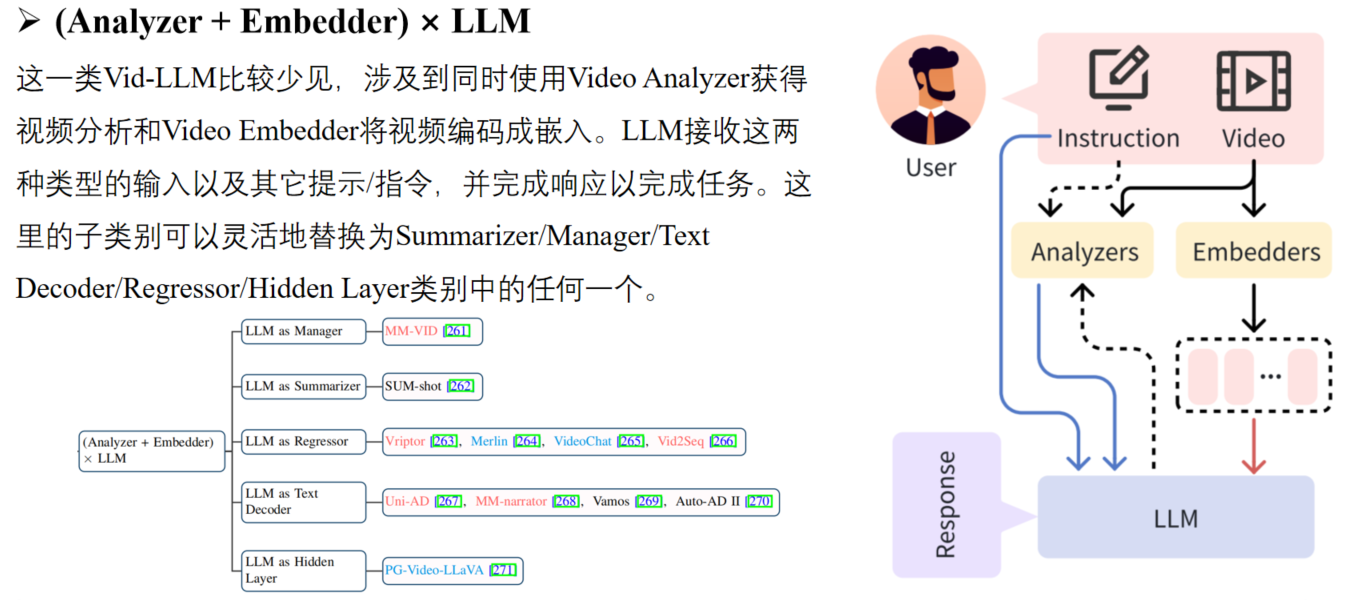 ➢ (Analyzer + Embedder) × LLM
这一类Vid-LLM比较少见，涉及到同时使用Video Analyzer获得
视频分析和Video Embedder将视频编码成嵌入。LLM接收这两
种类型的输入以及其它提示/指令，并完成响应以完成任务。这
里的子类别可以灵活地替换为Summarizer/Manager/Text
Decoder/Regressor/Hidden Layer类别中的任何一个。
(Analyzer + Embedder)
× LLM
LLM as Manager
MM-VID [261]
LLM as Summarizer
SUM-shot [262]
LLM as Regressor
Vriptor [263], Merlin [264], VideoChat [265], Vid2Seq [266]
LLM as Text
Decoder
Uni-AD [267], MM-narrator [268], Vamos [269], Auto-AD II [270]
LLM as Hidden
Layer
PG-Video-LLaVA [271]
User
Instruction
Video
Analyzers
Embedders
...
Response
LLM